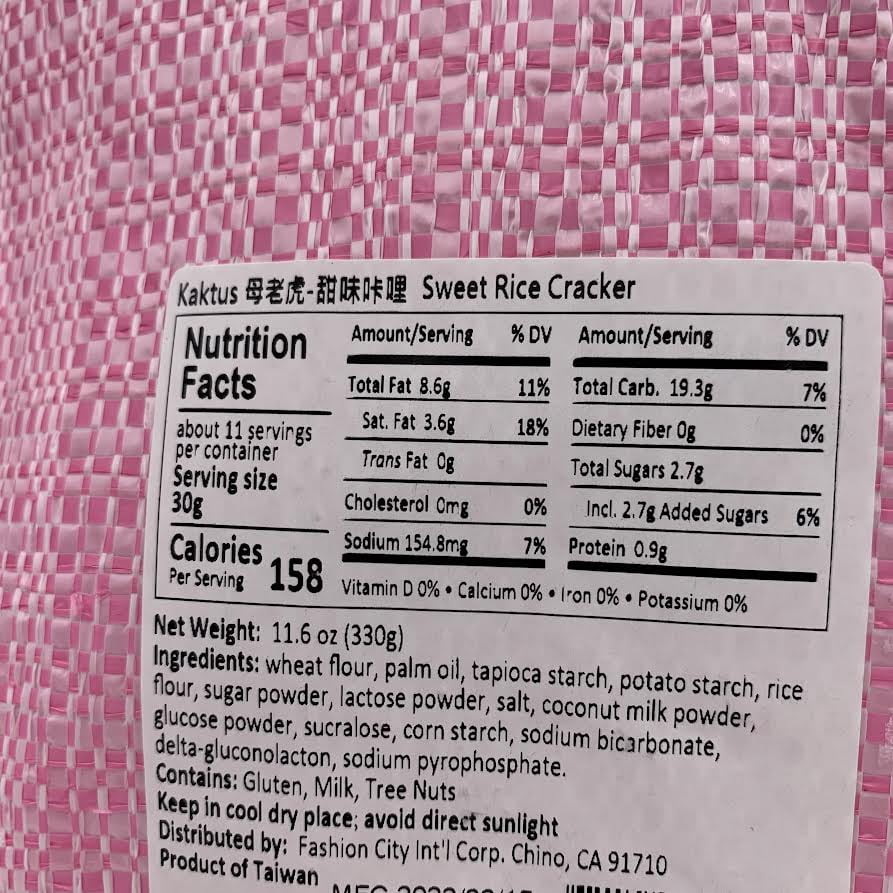 Kaktus 母老虎-甜味咔哩 Sweet Rice Cracker
Nutrition
Facts
about 11 servings
per container
Serving size
30g
Calories
Per Serving 158
Amount/Serving % DV
Total Fat 8.6g 11%
Sat. Fat 3.6g 18%
Trans Fat 0g
Cholesterol 0mg 0%
Sodium 154.8mg 7%
Amount/Serving % DV
Total Carb. 19.3g 7%
Dietary Fiber 0g 0%
Total Sugars 2.7g
Incl. 2.7g Added Sugars 6%
Protein 0.9g
Vitamin D 0% • Calcium 0% • Iron 0% • Potassium 0%
Net Weight: 11.6 oz (330g)
Ingredients: wheat flour, palm oil, tapioca starch, potato starch, rice
flour, sugar powder, lactose powder, salt, coconut milk powder,
glucose powder, sucralose, corn starch, sodium bicarbonate,
delta-gluconolacton, sodium pyrophosphate.
Contains: Gluten, Milk, Tree Nuts
Keep in cool dry place; avoid direct sunlight
Distributed by: Fashion City Int'l Corp. Chino, CA 91710
Product of Taiwan